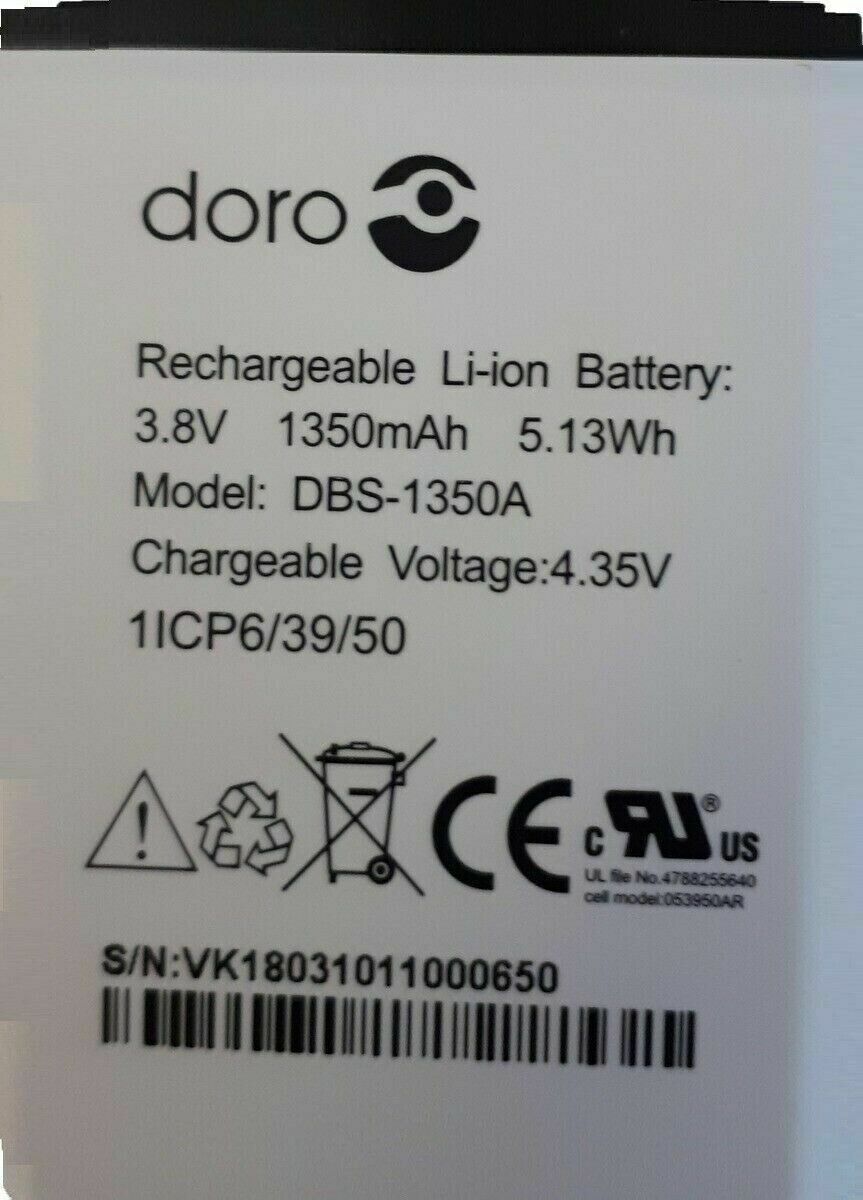 doro
Rechargeable Li-ion Battery:
3.8V 1350mAh 5.13Wh
Model: DBS-1350A
Chargeable Voltage:4.35V
1ICP6/39/50
CE
c RU ® US
UL file No.4788255640
cell model:053950AR
S/N:VK18031011000650